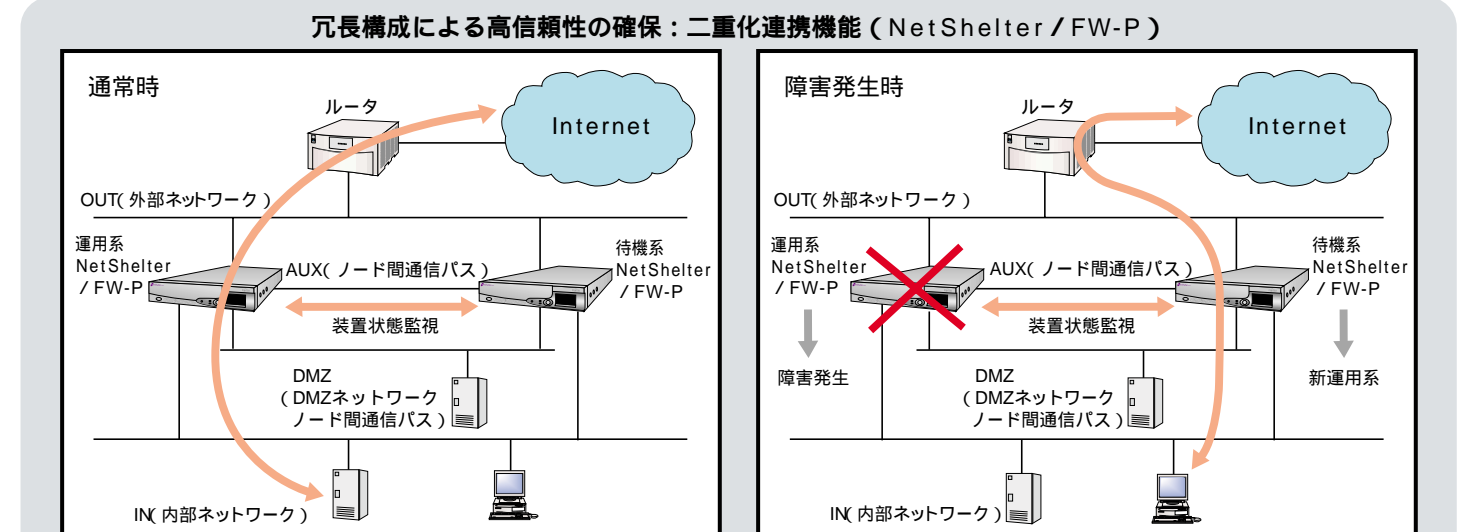 冗長構成による高信頼性の確保：二重化連携機能（NetShelter／FW-P）
通常時
ルータ
Internet
OUT（外部ネットワーク）
運用系
NetShelter
／FW-P
AUX（ノード間通信パス）
待機系
NetShelter
／FW-P
装置状態監視
DMZ
（DMZネットワーク
ノード間通信パス）
IN（内部ネットワーク）
障害発生時
ルータ
Internet
OUT（外部ネットワーク）
運用系
NetShelter
／FW-P
AUX（ノード間通信パス）
待機系
NetShelter
／FW-P
装置状態監視
障害発生
新運用系
DMZ
（DMZネットワーク
ノード間通信パス）
IN（内部ネットワーク）